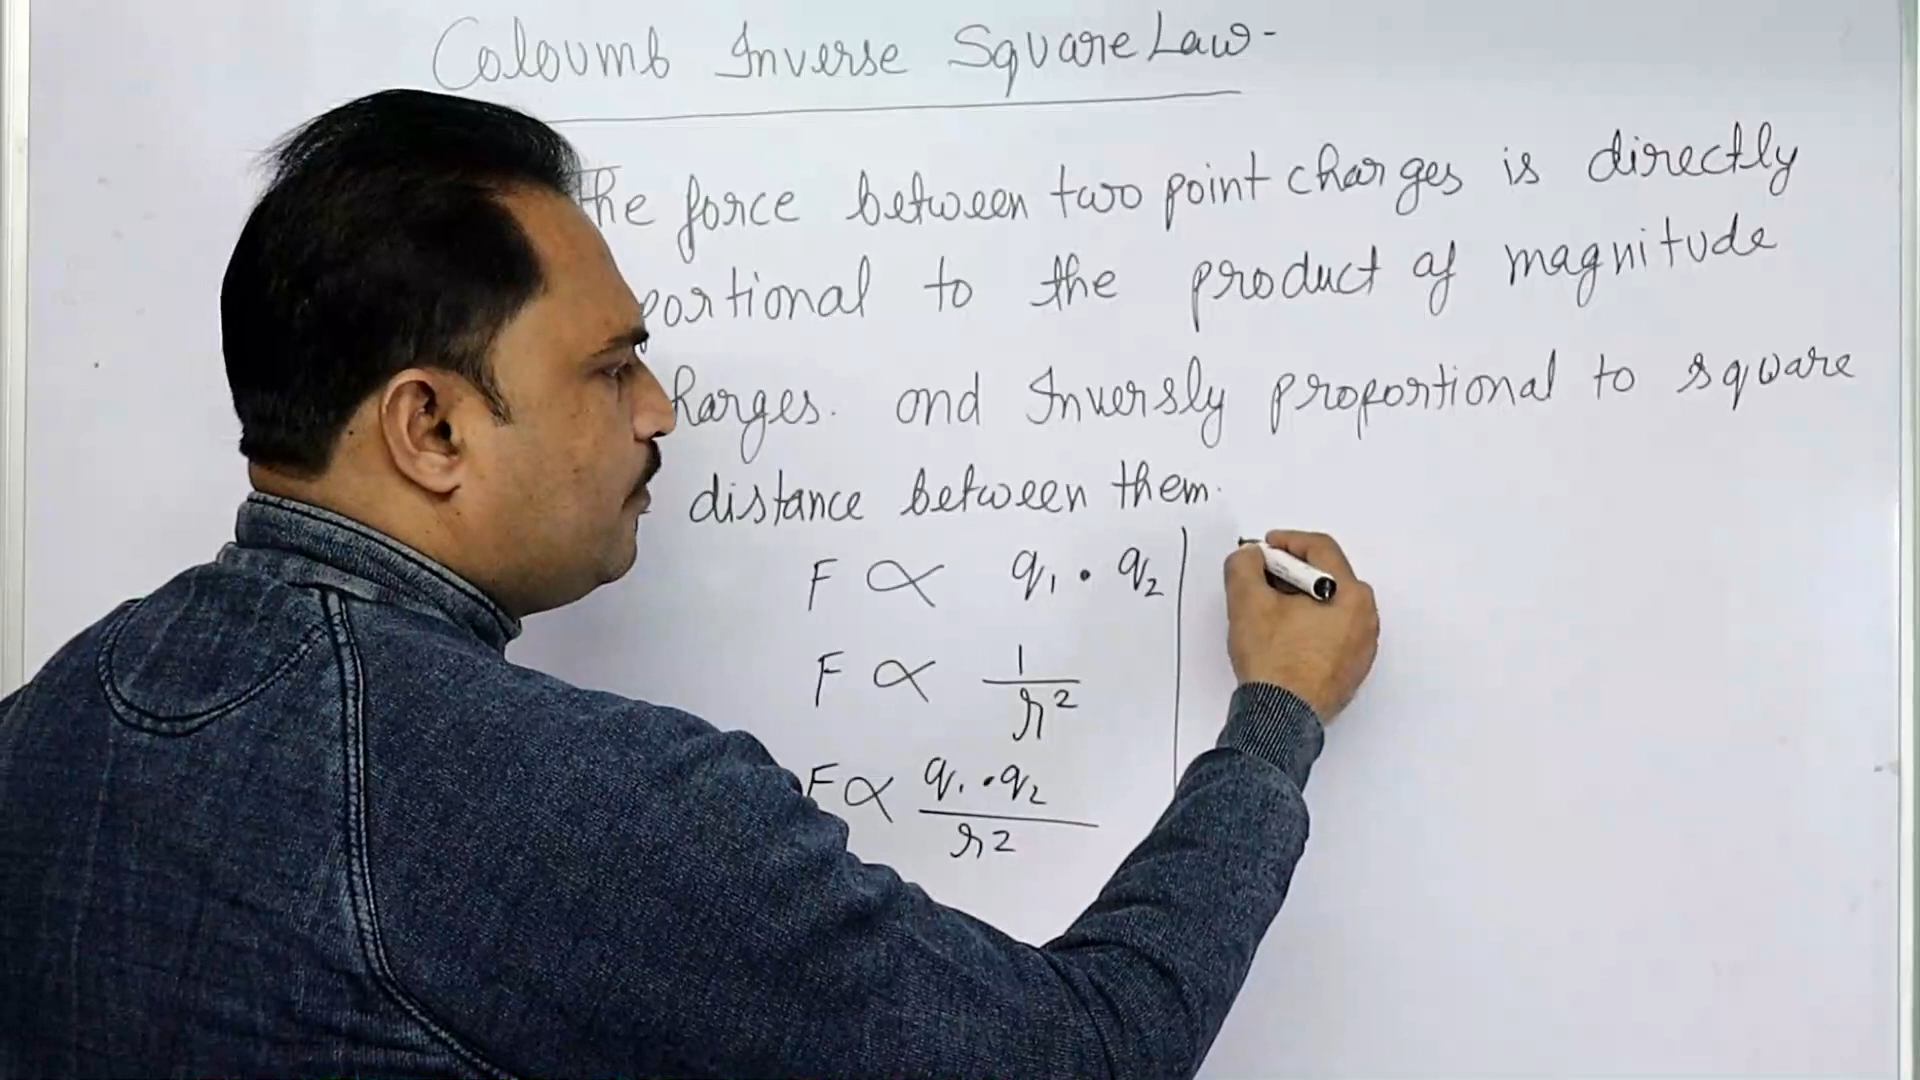 Coloumb Inverse Square Law-
The force between two point charges is directly
portional to the product of magnitude
harges. and Inversly proportional to square
distance between them.
F ∝ q₁ · q₂
F ∝ 1/r²
F ∝ q₁ · q₂ / r²